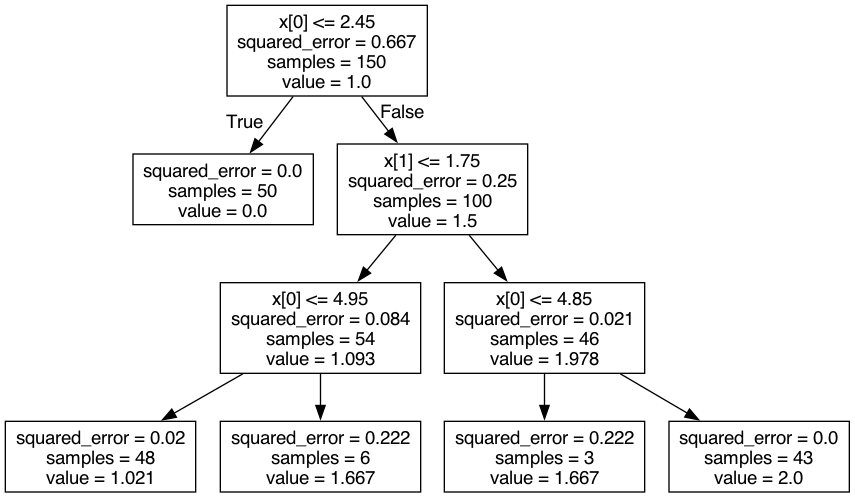 x[0] <= 2.45
squared_error = 0.667
samples = 150
value = 1.0
True
False
squared_error = 0.0
samples = 50
value = 0.0
x[1] <= 1.75
squared_error = 0.25
samples = 100
value = 1.5
x[0] <= 4.95
squared_error = 0.084
samples = 54
value = 1.093
x[0] <= 4.85
squared_error = 0.021
samples = 46
value = 1.978
squared_error = 0.02
samples = 48
value = 1.021
squared_error = 0.222
samples = 6
value = 1.667
squared_error = 0.222
samples = 3
value = 1.667
squared_error = 0.0
samples = 43
value = 2.0